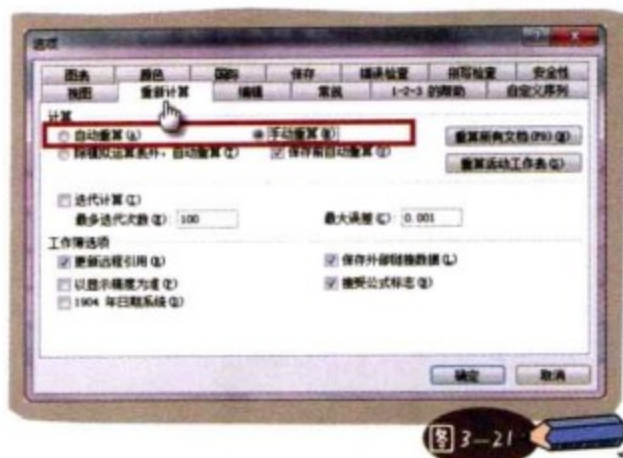 选项
图表 颜色 国际 保存 错误检查 拼写检查 安全性
视图 重新计算 编辑 常规 1-2-3 的帮助 自定义序列
计算
自动重算(A) 手动重算(M) 重算所有文档(F9)(N)
除模拟运算表外，自动重算(T) 保存前自动重算(O) 重算活动工作表(G)
迭代计算(I)
最多迭代次数(X): 100 最大误差(C): 0.001
工作簿选项
更新远程引用(R) 保存外部链接数据(L)
以显示精度为准(P) 接受公式标志(B)
1904 年日期系统(D)
确定 取消
图 3—21